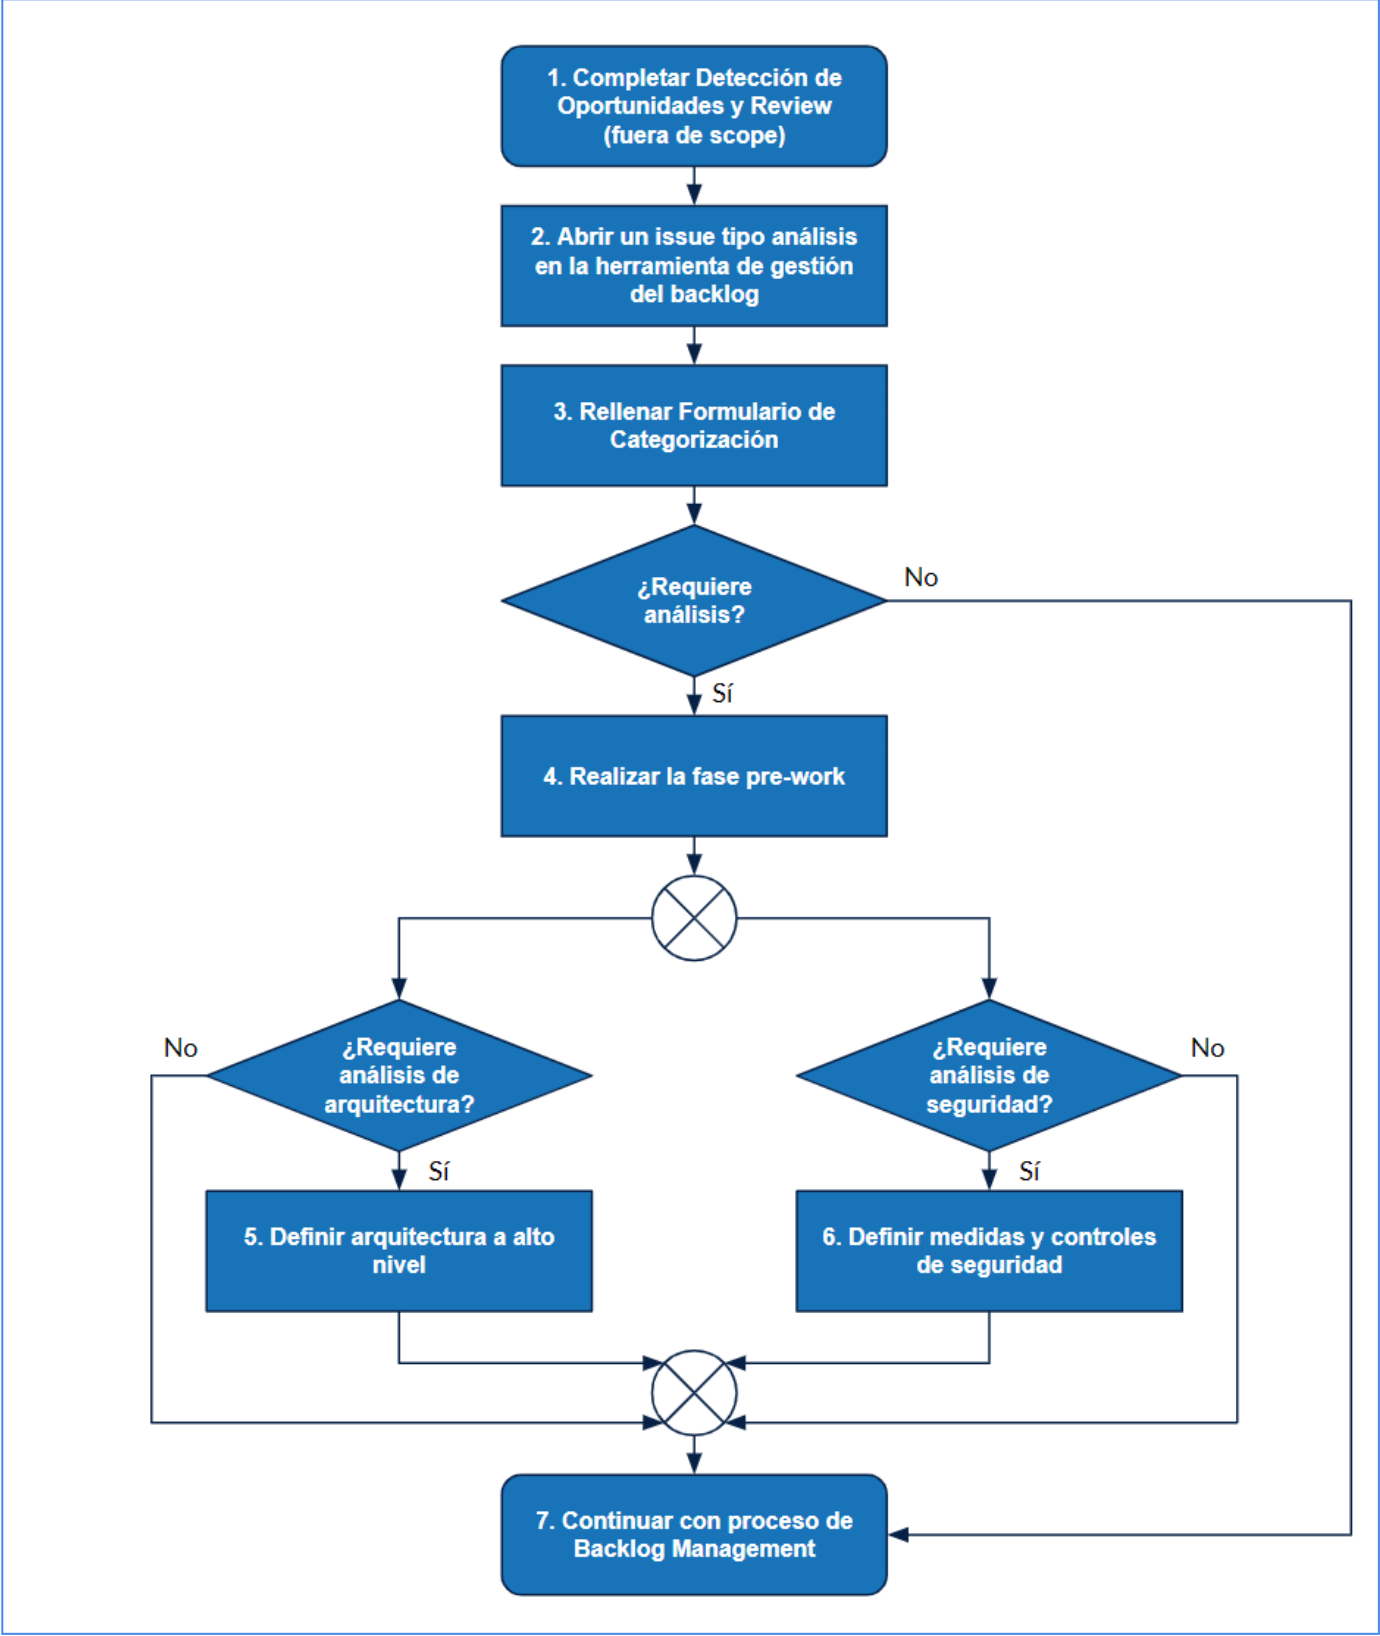 1. Completar Detección de
Oportunidades y Review
(fuera de scope)
2. Abrir un issue tipo análisis
en la herramienta de gestión
del backlog
3. Rellenar Formulario de
Categorización
¿Requiere
análisis?
No
Sí
4. Realizar la fase pre-work
No
¿Requiere
análisis de
arquitectura?
Sí
¿Requiere
análisis de
seguridad?
No
Sí
5. Definir arquitectura a alto
nivel
6. Definir medidas y controles
de seguridad
7. Continuar con proceso de
Backlog Management